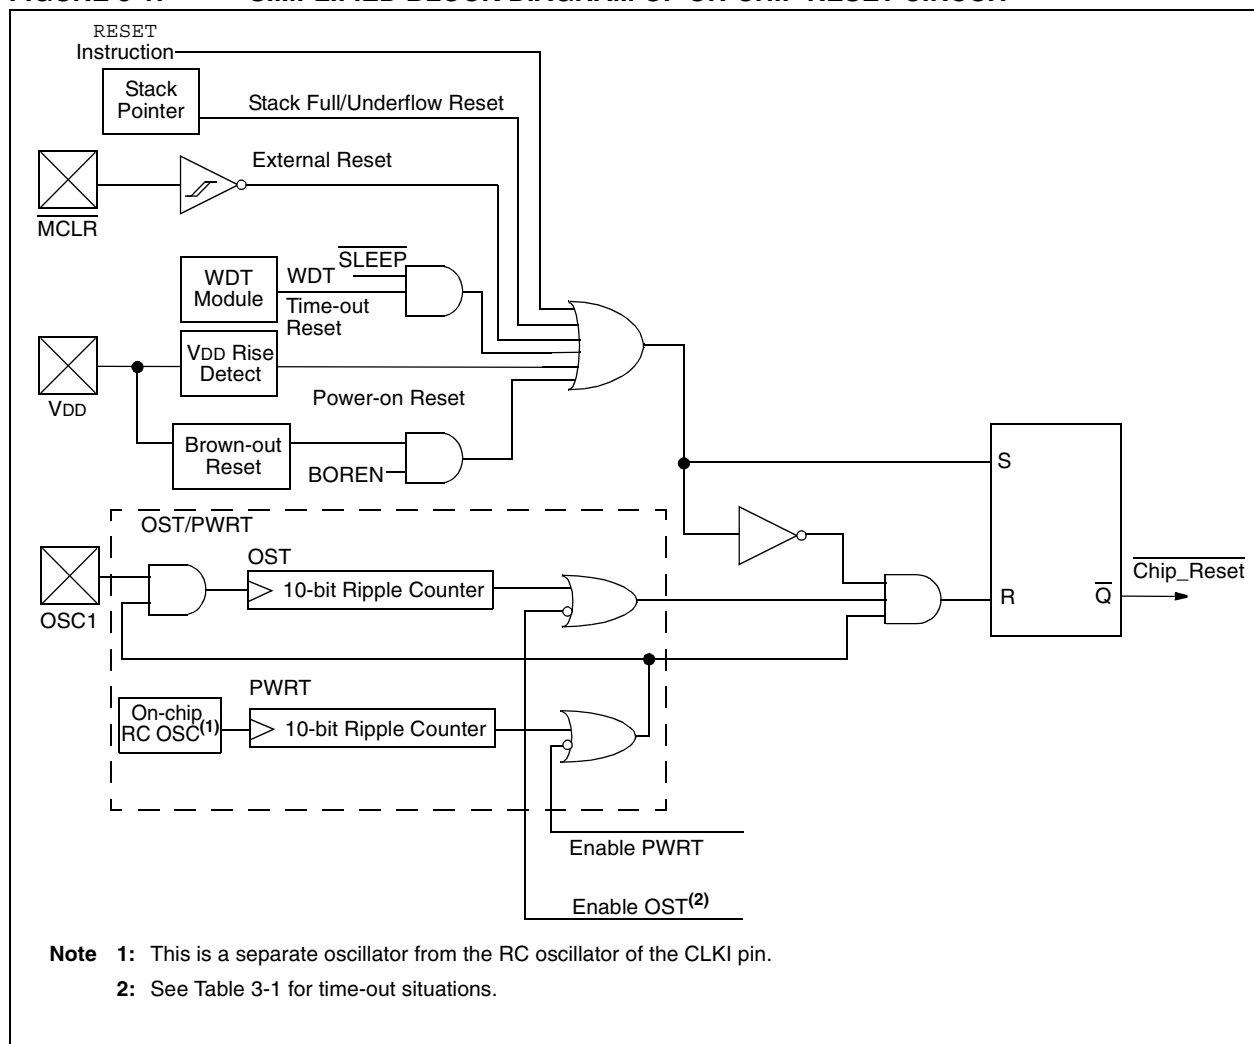 RESET
Instruction
Stack
Pointer
Stack Full/Underflow Reset
External Reset
MCLR
SLEEP
WDT
Module
WDT
Time-out
Reset
VDD Rise
Detect
VDD
Power-on Reset
Brown-out
Reset
BOREN
S
OST/PWRT
OST
10-bit Ripple Counter
OSC1
Chip_Reset
R
Q
PWRT
On-chip
RC OSC(1)
10-bit Ripple Counter
Enable PWRT
Enable OST(2)
Note 1: This is a separate oscillator from the RC oscillator of the CLKI pin.
2: See Table 3-1 for time-out situations.